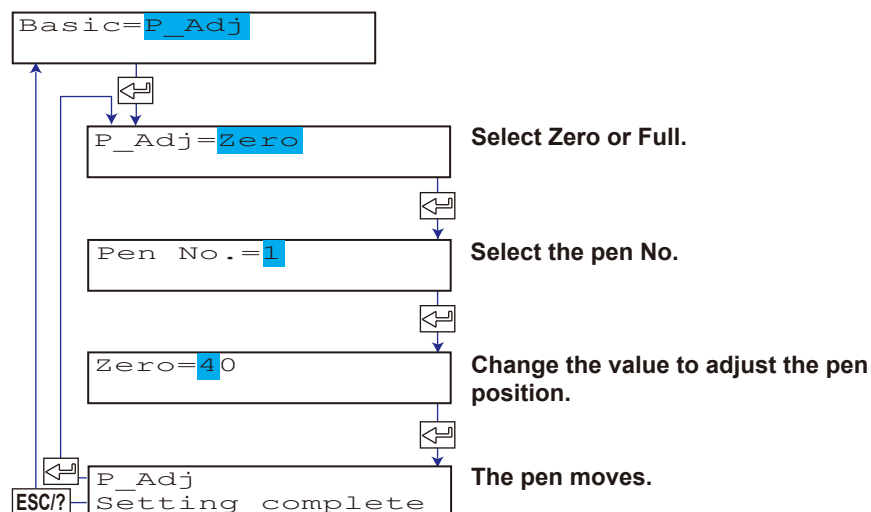 Basic=P_Adj
P_Adj=Zero
Select Zero or Full.
Pen No.=1
Select the pen No.
Zero=40
Change the value to adjust the pen
position.
P_Adj
Setting complete
The pen moves.
ESC/?